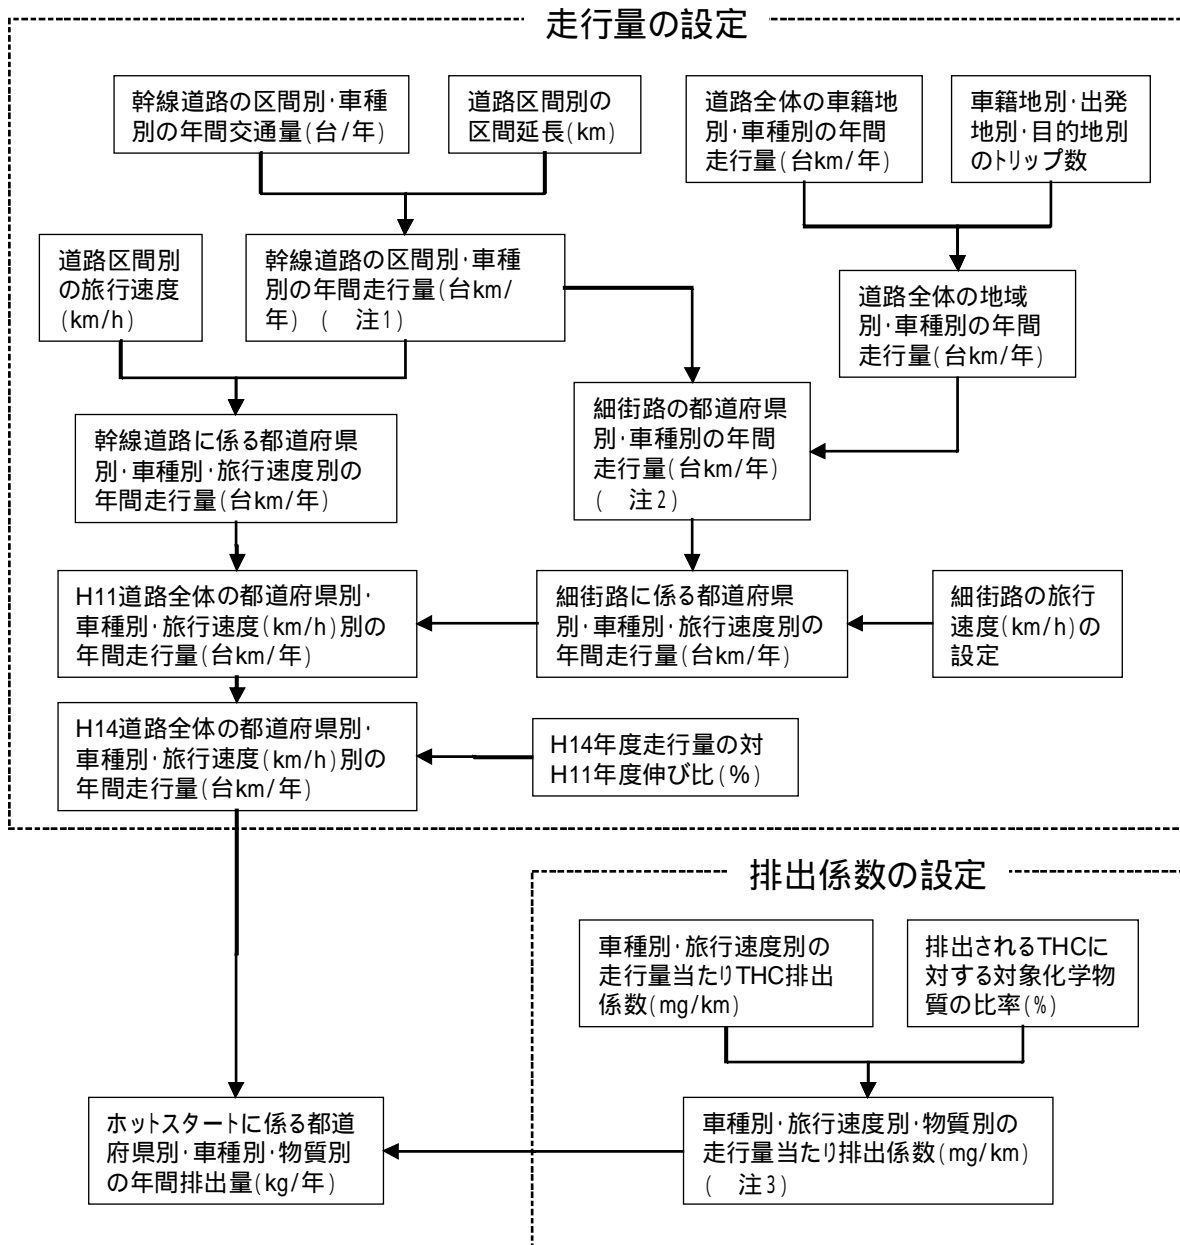 走行量の設定
幹線道路の区間別・車種
別の年間交通量(台/年)
道路区間別の
区間延長(km)
道路全体の車籍地
別・車種別の年間
走行量(台km/年)
車籍地別・出発
地別・目的地別
のトリップ数
道路区間別
の旅行速度
(km/h)
幹線道路の区間別・車種
別の年間走行量(台km/
年) ( 注1)
道路全体の地域
別・車種別の年間
走行量(台km/年)
幹線道路に係る都道府県
別・車種別・旅行速度別の
年間走行量(台km/年)
細街路の都道府県
別・車種別の年間
走行量(台km/年)
( 注2)
H11道路全体の都道府県別・
車種別・旅行速度(km/h)別の
年間走行量(台km/年)
細街路に係る都道府県
別・車種別・旅行速度別の
年間走行量(台km/年)
細街路の旅行
速度(km/h)の
設定
H14道路全体の都道府県別・
車種別・旅行速度(km/h)別の
年間走行量(台km/年)
H14年度走行量の対
H11年度伸び比(%)
排出係数の設定
車種別・旅行速度別の
走行量当たりTHC排出
係数(mg/km)
排出されるTHCに
対する対象化学物
質の比率(%)
ホットスタートに係る都道
府県別・車種別・物質別
の年間排出量(kg/年)
車種別・旅行速度別・物質別の
走行量当たり排出係数(mg/km)
( 注3)